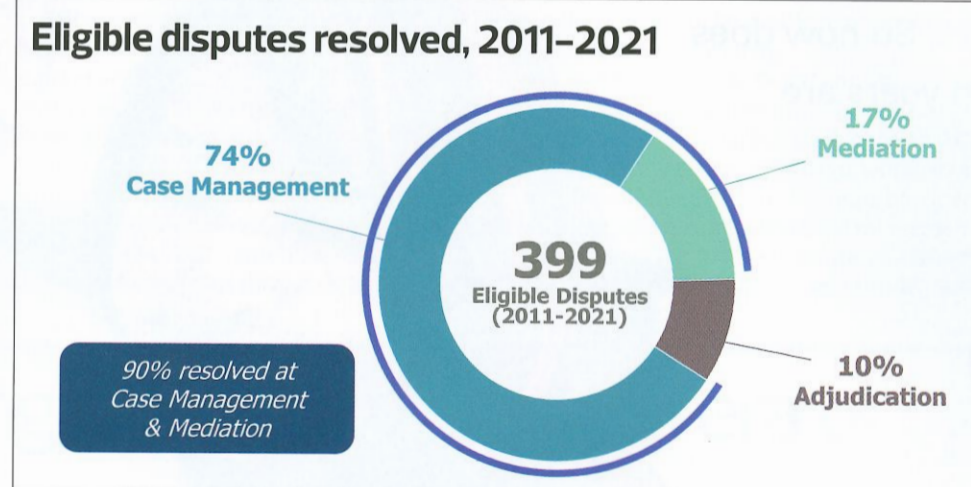 Eligible disputes resolved, 2011–2021
17%
Mediation
74%
Case Management
399
Eligible Disputes
(2011-2021)
10%
Adjudication
90% resolved at
Case Management
& Mediation